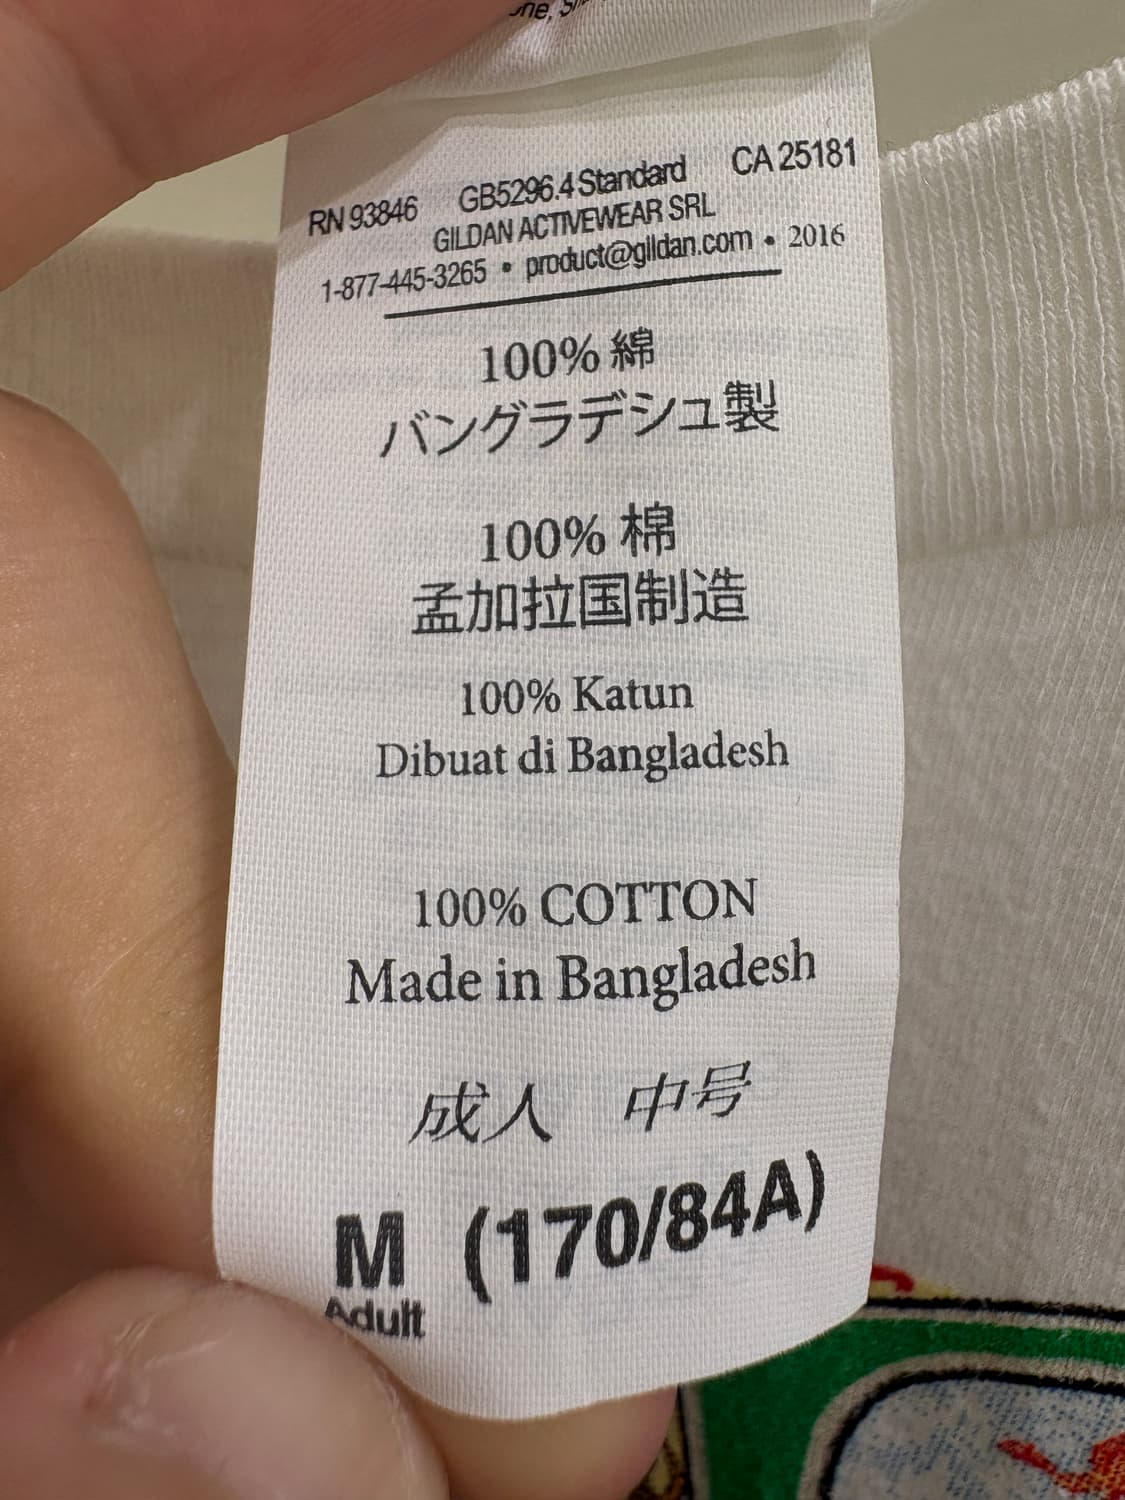 RN 93846 GB5296.4 Standard CA 25181
GILDAN ACTIVEWEAR SRL
1-877-445-3265 • product@gildan.com • 2016
100% 綿
バングラデシュ製
100% 棉
孟加拉国制造
100% Katun
Dibuat di Bangladesh
100% COTTON
Made in Bangladesh
成人 中号
M (170/84A)
Adult